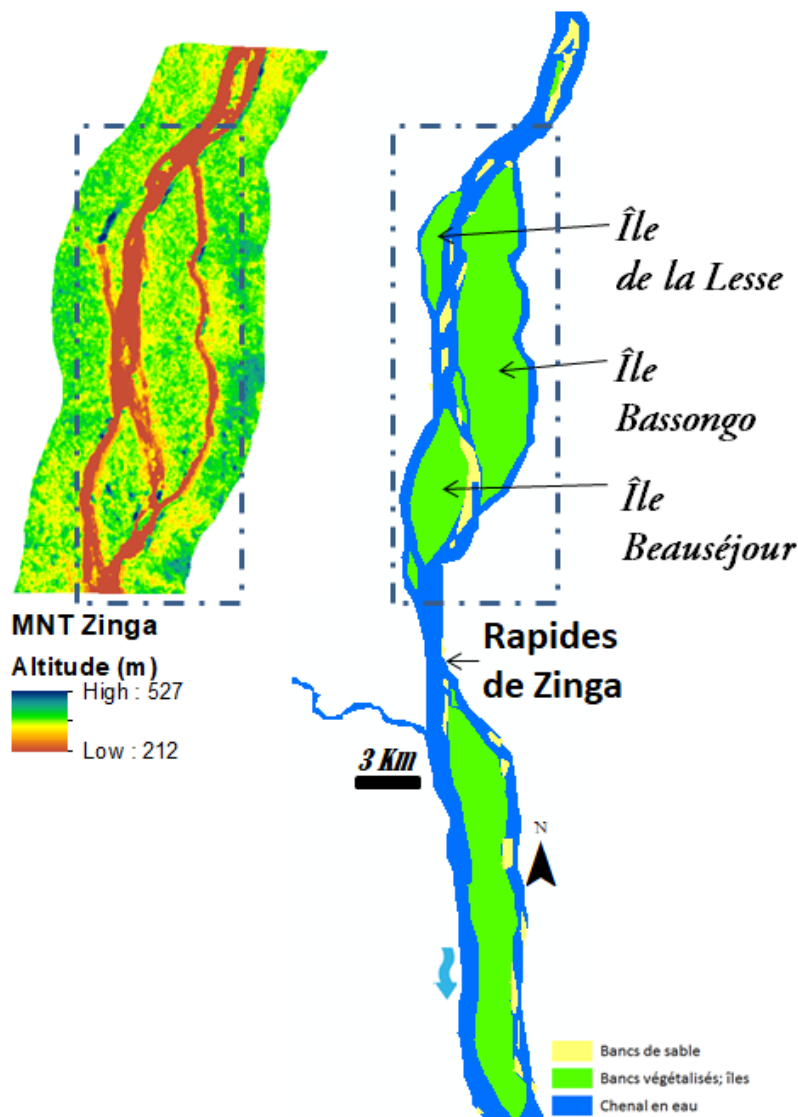 Île
de la Lesse
Île
Bassongo
Île
Beauséjour
MNT Zinga
Altitude (m)
High : 527
Low : 212
Rapides
de Zinga
3 Km
N
Bancs de sable
Bancs végétalisés; îles
Chenal en eau